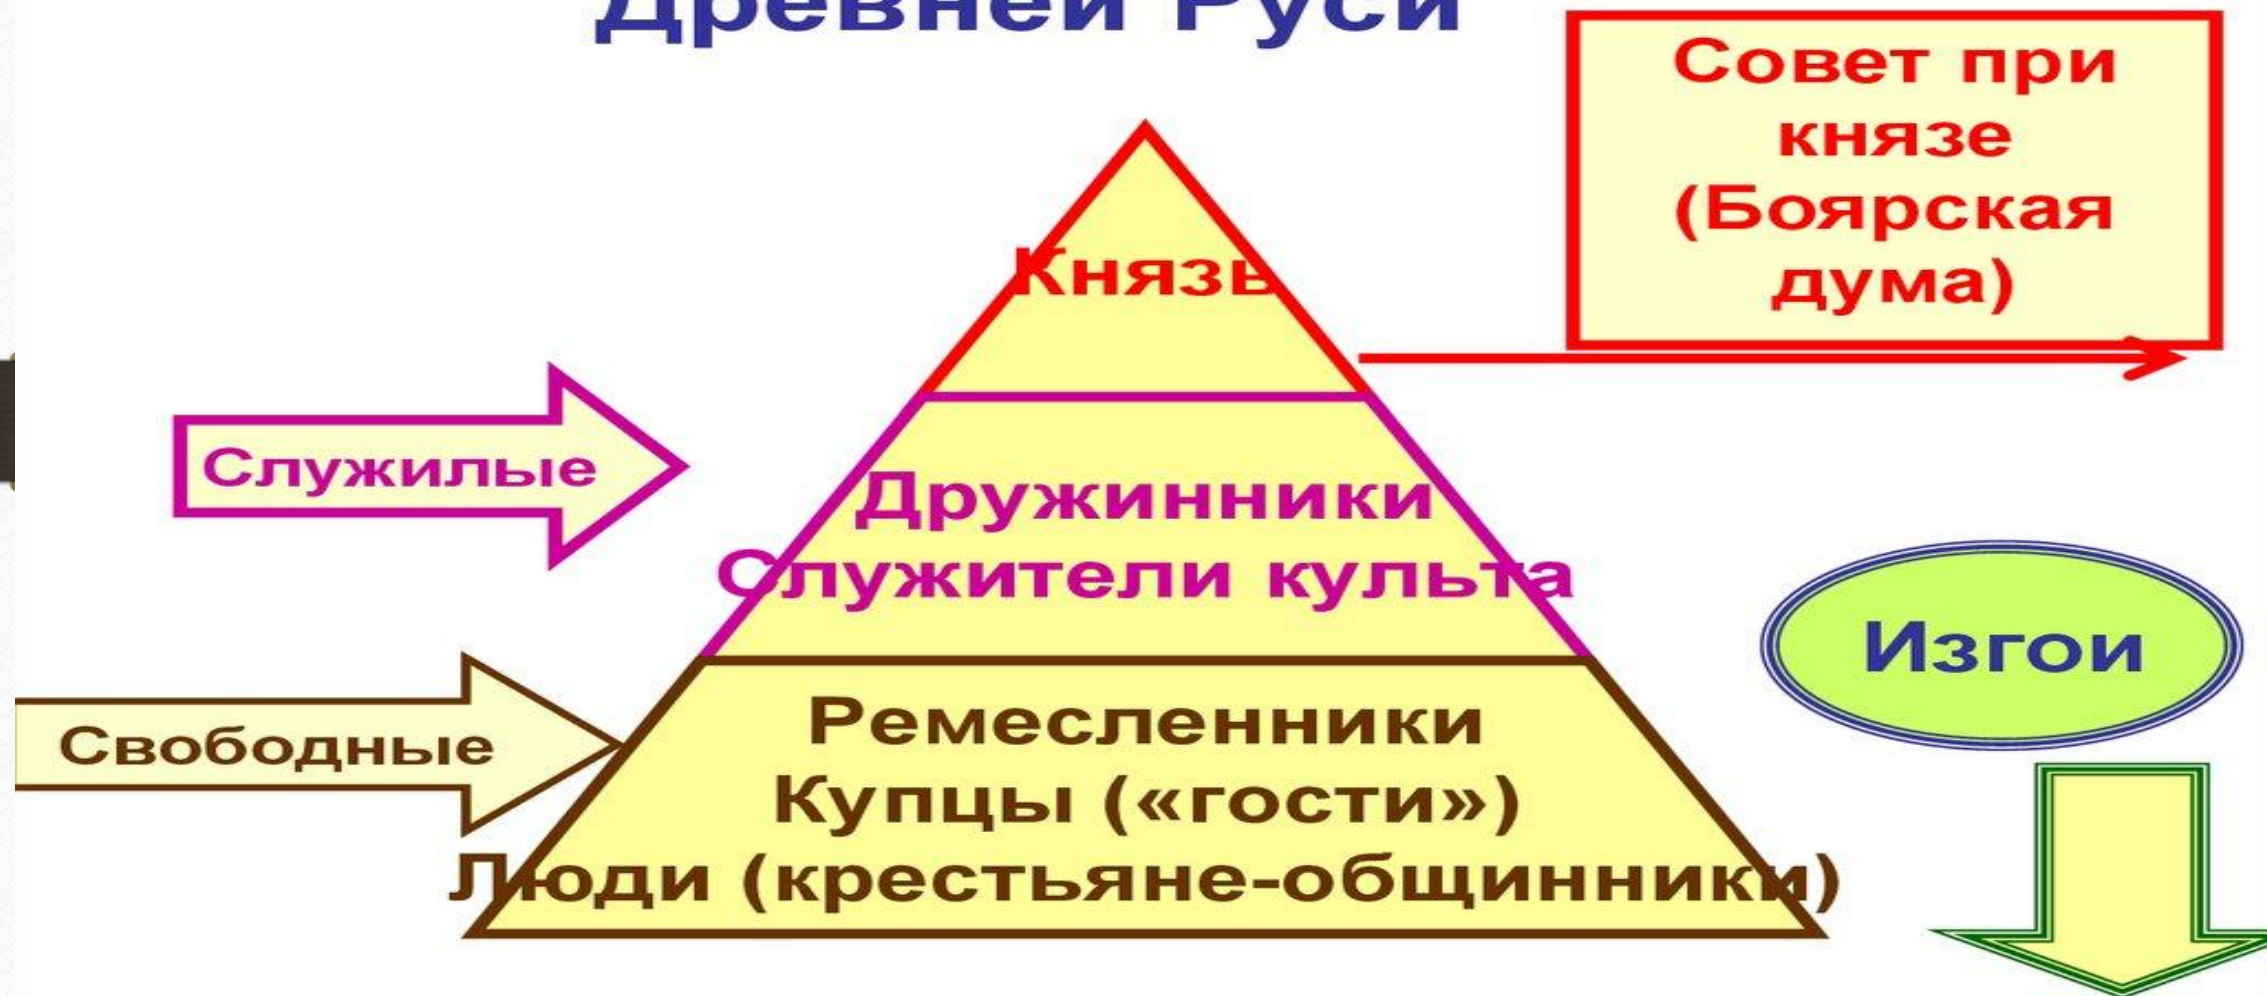 Древней Руси
Совет при
князе
(Боярская
дума)
Князь
Служилые
Дружинники
Служители культа
Изгои
Свободные
Ремесленники
Купцы («гости»)
Люди (крестьяне-общинники)